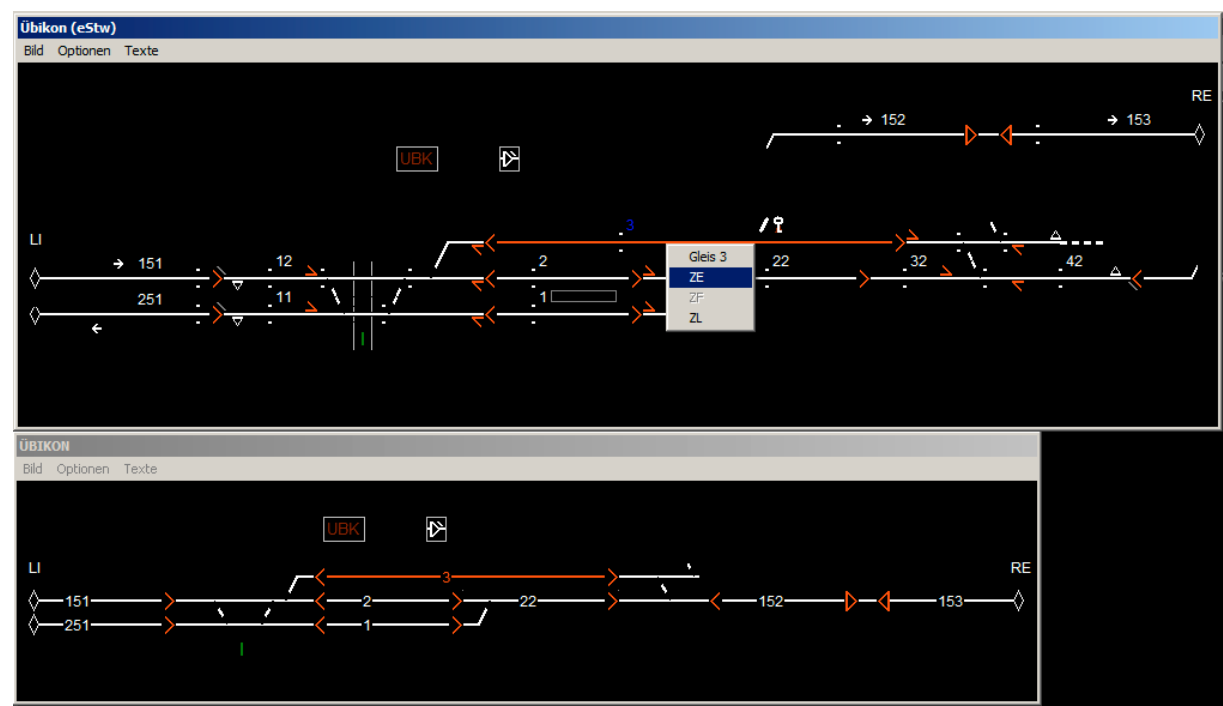 Übikon (eStw)
Bild Optionen Texte
RE
152 153
UBK
LI
3
151 12 2 Gleis 3 22 32 42
ZE
251 11 1 ZF
ZL
ÜBIKON
Bild Optionen Texte
UBK
LI RE
3
151 2 22 152 153
251 1